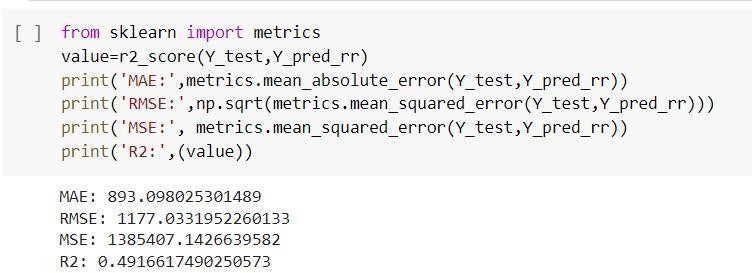 [ ] from sklearn import metrics
value=r2_score(Y_test,Y_pred_rr)
print('MAE:',metrics.mean_absolute_error(Y_test,Y_pred_rr))
print('RMSE:',np.sqrt(metrics.mean_squared_error(Y_test,Y_pred_rr)))
print('MSE:', metrics.mean_squared_error(Y_test,Y_pred_rr))
print('R2:',(value))
MAE: 893.098025301489
RMSE: 1177.0331952260133
MSE: 1385407.1426639582
R2: 0.4916617490250573